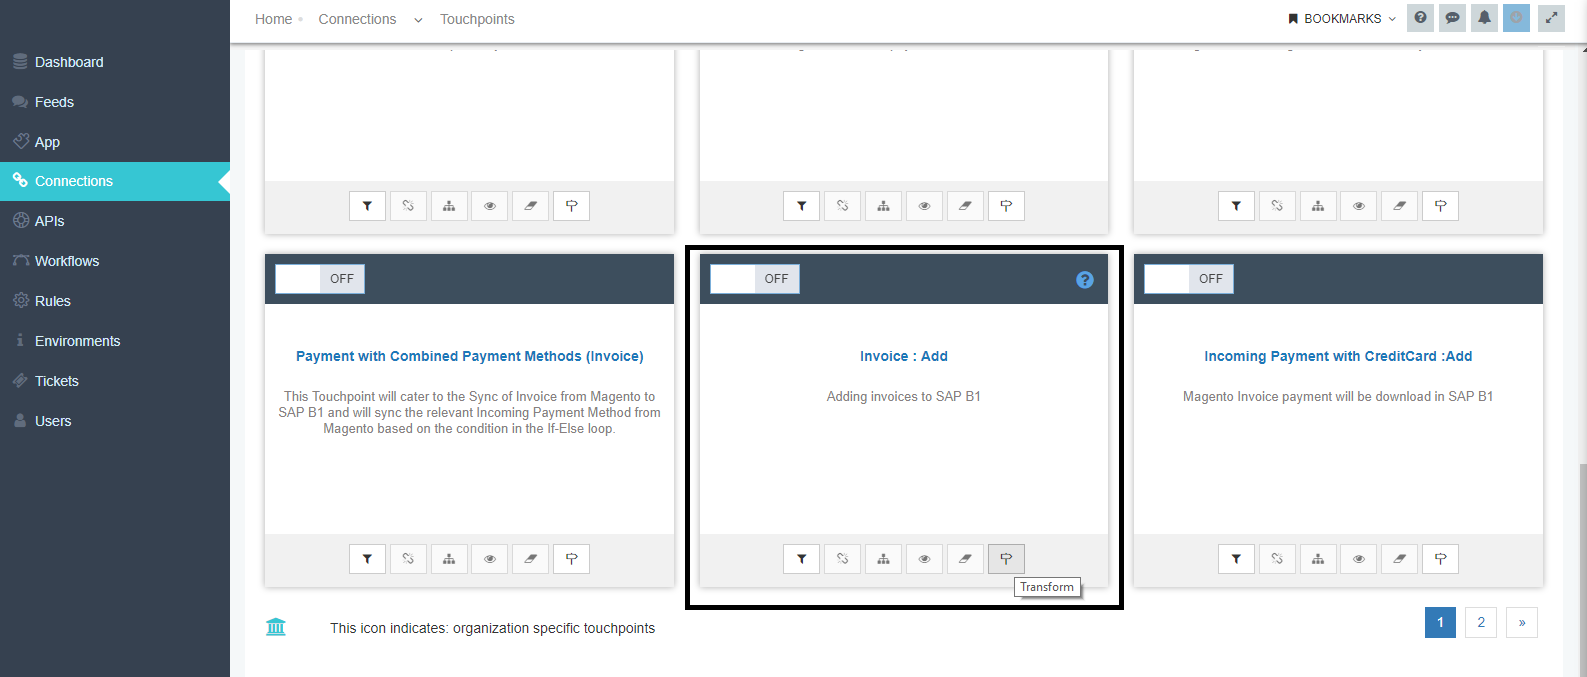 Home Connections Touchpoints
BOOKMARKS
Dashboard
Feeds
App
Connections
APIs
Workflows
Rules
Environments
Tickets
Users
OFF
Payment with Combined Payment Methods (Invoice)
This Touchpoint will cater to the Sync of Invoice from Magento to
SAP B1 and will sync the relevant Incoming Payment Method from
Magento based on the condition in the If-Else loop.
OFF
?
Invoice : Add
Adding invoices to SAP B1
Transform
OFF
Incoming Payment with CreditCard :Add
Magento Invoice payment will be download in SAP B1
This icon indicates: organization specific touchpoints
1 2 »